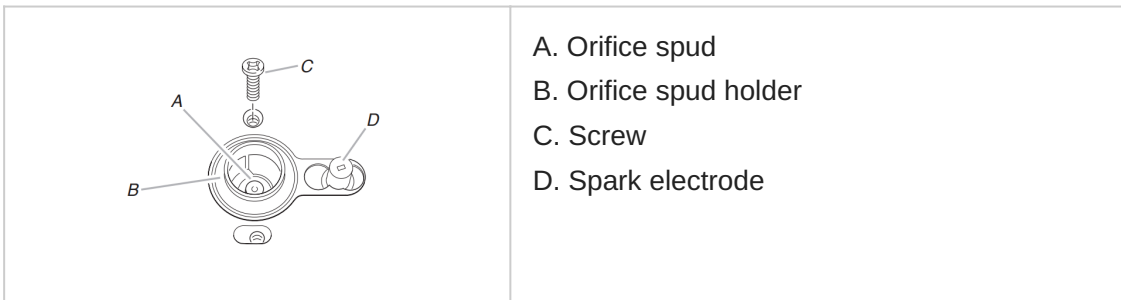 C
A
D
B
A. Orifice spud
B. Orifice spud holder
C. Screw
D. Spark electrode